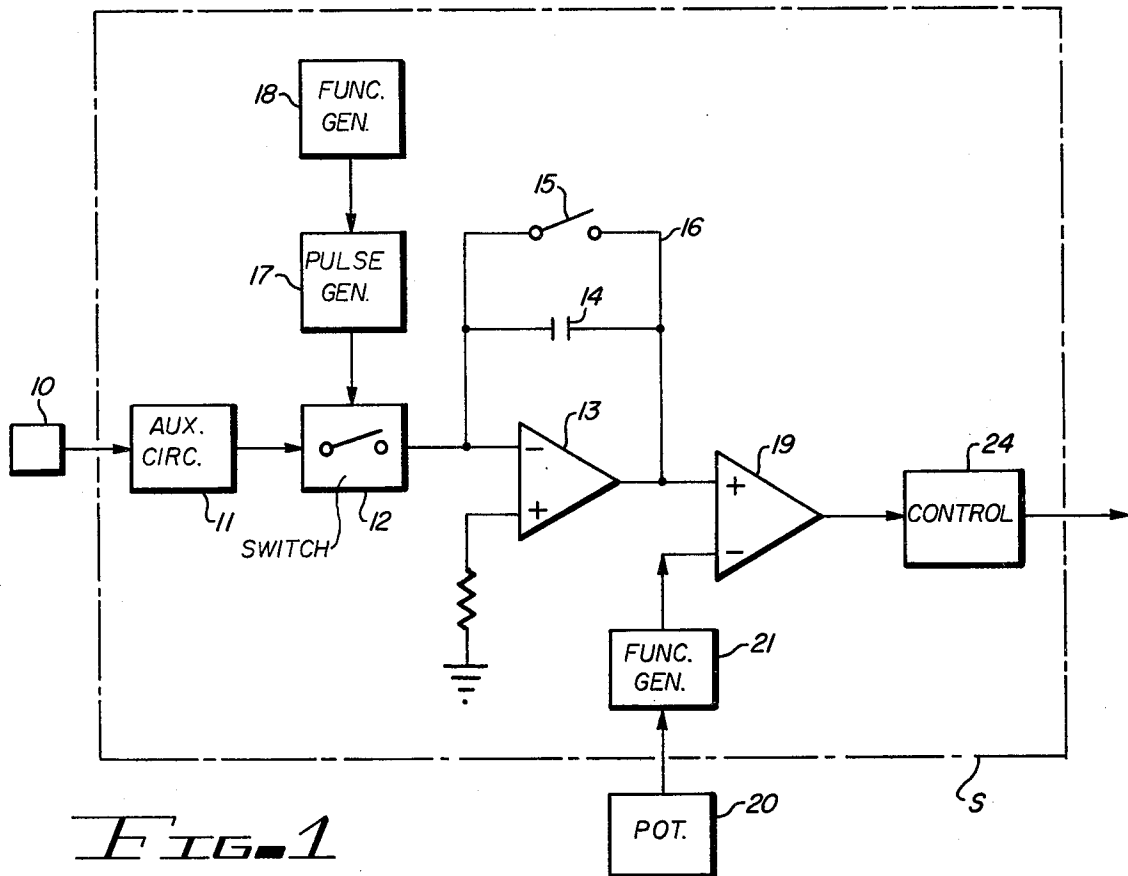 18
FUNC.
GEN.
15
16
17
PULSE
GEN.
14
10
AUX.
CIRC.
11
12
SWITCH
13
-
+
19
+
-
24
CONTROL
FUNC.
GEN.
21
S
POT.
20
FIG-1